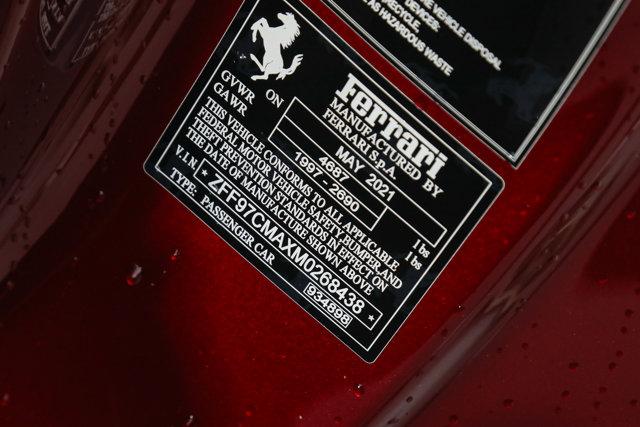 E VEHICLE DISPOSAL
DEVICES:
RECYCLE.
AS HAZARDOUS WASTE
Ferrari
MANUFACTURED BY
FERRARI S.p.A.
ON MAY 2021
GVWR 4687 lbs
GAWR 1997 - 2690 lbs
THIS VEHICLE CONFORMS TO ALL APPLICABLE
FEDERAL MOTOR VEHICLE SAFETY, BUMPER, AND
THEFT PREVENTION STANDARDS IN EFFECT ON
THE DATE OF MANUFACTURE SHOWN ABOVE
V.I.N. * ZFF97CMAXM0268438 *
TYPE: PASSENGER CAR 934898